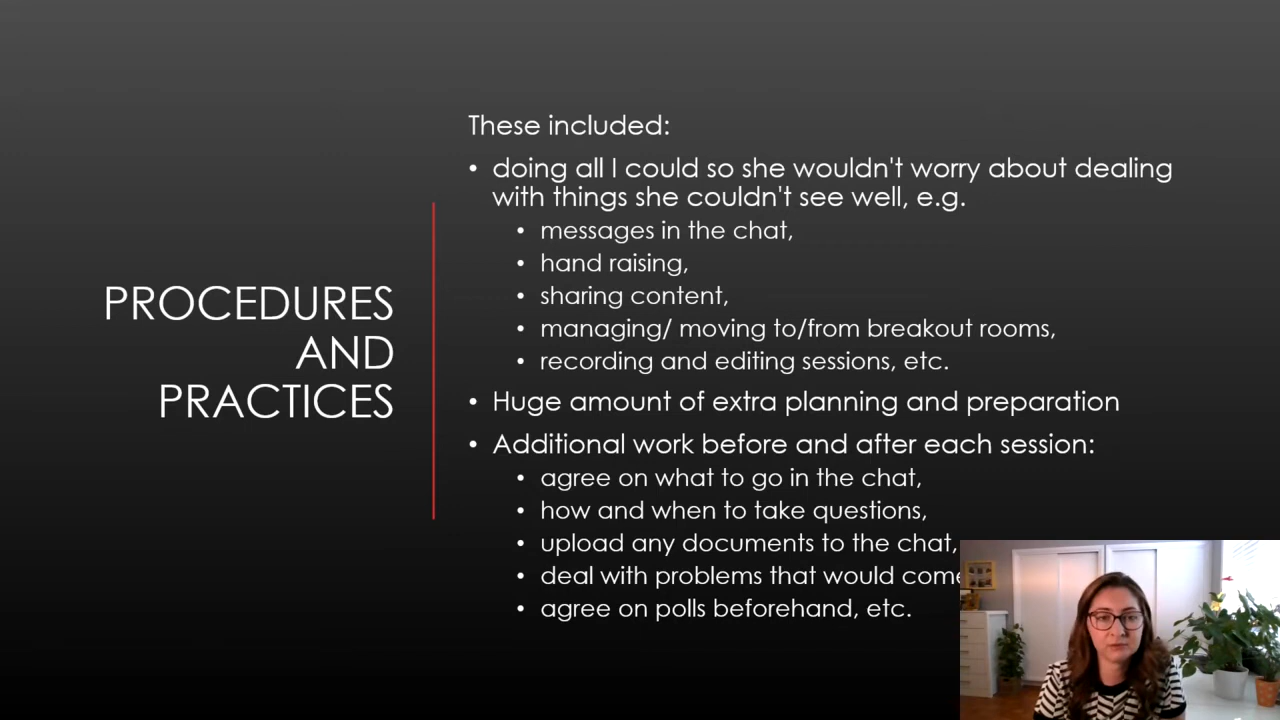 PROCEDURES
AND
PRACTICES
These included:
• doing all I could so she wouldn't worry about dealing
with things she couldn't see well, e.g.
• messages in the chat,
• hand raising,
• sharing content,
• managing/ moving to/from breakout rooms,
• recording and editing sessions, etc.
• Huge amount of extra planning and preparation
• Additional work before and after each session:
• agree on what to go in the chat,
• how and when to take questions,
• upload any documents to the chat,
• deal with problems that would come
• agree on polls beforehand, etc.